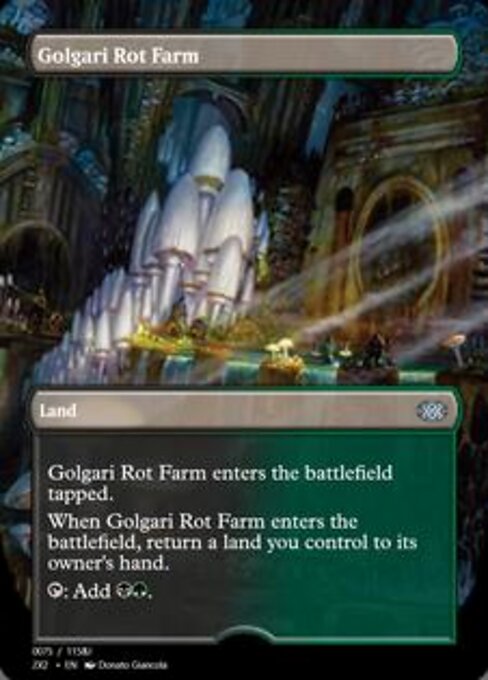 Golgari Rot Farm
Land
Golgari Rot Farm enters the battlefield
tapped.
When Golgari Rot Farm enters the
battlefield, return a land you control to its
owner's hand.
: Add .
0075 / 1158U
2X2 • EN Donato Giancola